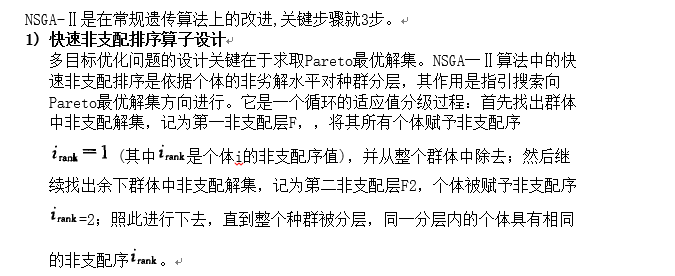 NSGA-Ⅱ是在常规遗传算法上的改进,关键步骤就3步。
1) 快速非支配排序算子设计
多目标优化问题的设计关键在于求取Pareto最优解集。NSGA—Ⅱ算法中的快
速非支配排序是依据个体的非劣解水平对种群分层，其作用是指引搜索向
Pareto最优解集方向进行。它是一个循环的适应值分级过程：首先找出群体
中非支配解集，记为第一非支配层F，，将其所有个体赋予非支配序
i rank = 1 (其中i rank是个体i的非支配序值)，并从整个群体中除去；然后继
续找出余下群体中非支配解集，记为第二非支配层F2，个体被赋予非支配序
i rank=2；照此进行下去，直到整个种群被分层，同一分层内的个体具有相同
的非支配序i rank。